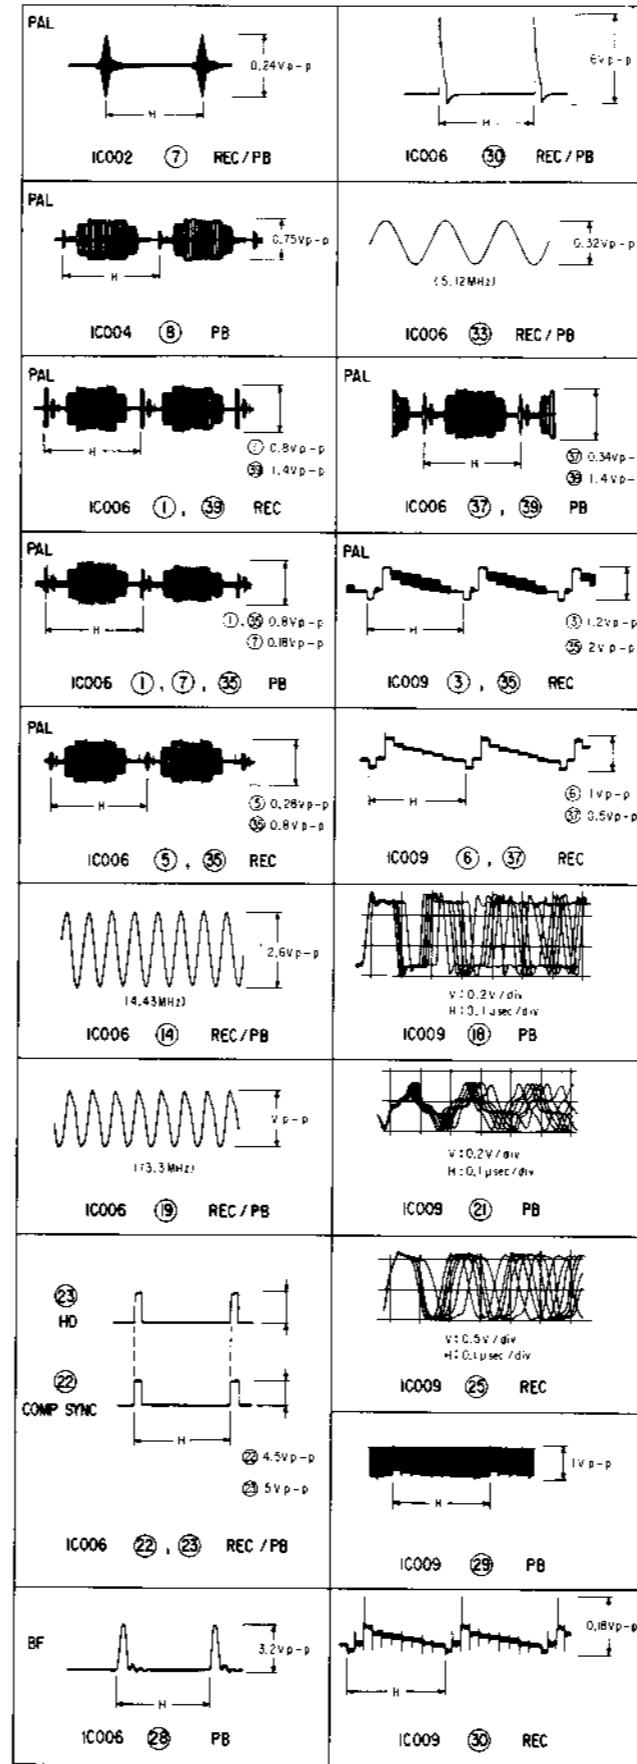 PAL
0.24Vp-p
H
IC002 ⑦ REC/PB
6Vp-p
H
IC006 ㉚ REC/PB
PAL
0.75Vp-p
H
IC004 ⑧ PB
0.32Vp-p
(5.12MHz)
IC006 ㉝ REC/PB
PAL
H
① 0.8Vp-p
㊴ 1.4Vp-p
IC006 ①, ㊴ REC
PAL
H
㊲ 0.34Vp-
㊴ 1.4Vp-
IC006 ㊲, ㊴ PB
PAL
H
①, ㉟ 0.8Vp-p
⑦ 0.18Vp-p
IC006 ①, ⑦, ㉟ PB
PAL
H
③ 1.2Vp-p
㉟ 2Vp-p
IC009 ③, ㉟ REC
PAL
H
⑤ 0.28Vp-p
0.8Vp-p
IC006 ⑤, ㉟ REC
H
⑥ 1Vp-p
㊲ 0.5Vp-p
IC009 ⑥, ㊲ REC
2.6Vp-p
(4.43MHz)
IC006 ⑭ REC/PB
V:0.2V/div
H:0.1μsec/div
IC009 ⑱ PB
Vp-p
(13.3MHz)
IC006 ⑲ REC/PB
V:0.2V/div
H:0.1μsec/div
IC009 ㉑ PB
㉓
HD
㉒
COMP SYNC
H
㉒ 4.5Vp-p
㉓ 5Vp-p
IC006 ㉒, ㉓ REC/PB
V:0.5V/div
H:0.1μsec/div
IC009 ㉕ REC
1Vp-p
H
IC009 ㉙ PB
BF
3.2Vp-p
H
IC006 ㉘ PB
0.18Vp-p
H
IC009 ㉚ REC